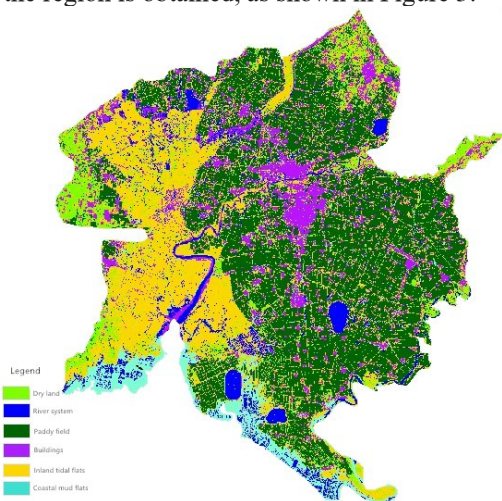 the region is obtained, as shown in Figure 3.
Legend
Dry land
River system
Paddy field
Buildings
Inland tidal flats
Coastal mud flats